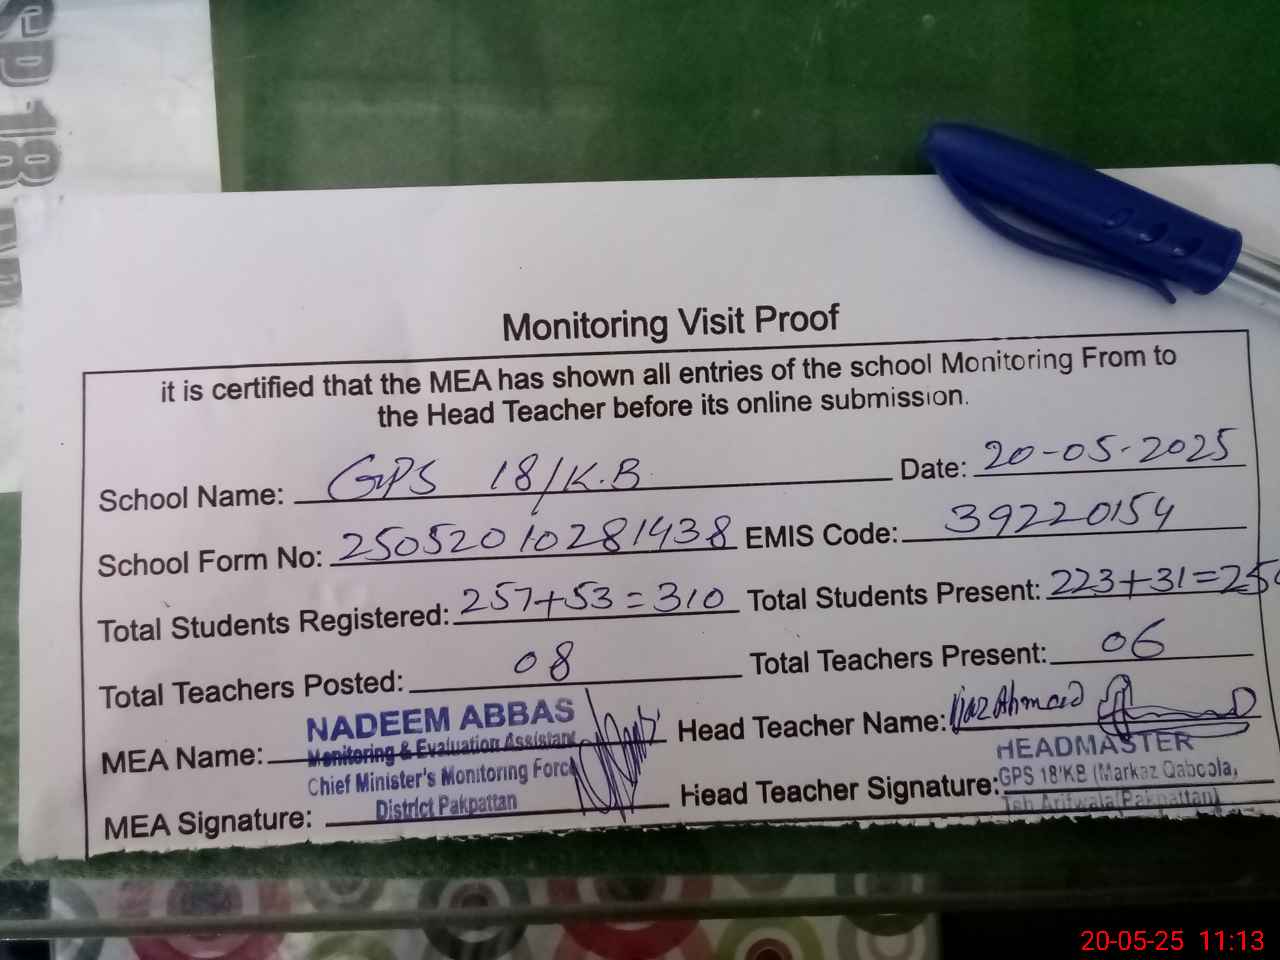 SP 18
Monitoring Visit Proof
it is certified that the MEA has shown all entries of the school Monitoring From to
the Head Teacher before its online submission.
School Name: GPS 18/K.B Date: 20-05-2025
School Form No: 25052010281438 EMIS Code: 39220154
Total Students Registered: 257+53=310 Total Students Present: 223+31=254
Total Teachers Posted: 08 Total Teachers Present: 06
MEA Name: NADEEM ABBAS Head Teacher Name: Ijaz Ahmad
Monitoring & Evaluation Assistant
Chief Minister's Monitoring Force
District Pakpattan
MEA Signature:
HEADMASTER
Head Teacher Signature: GPS 18'KB (Markaz Qaboola,
Teh Arifwala(Pakpattan)
20-05-25 11:13